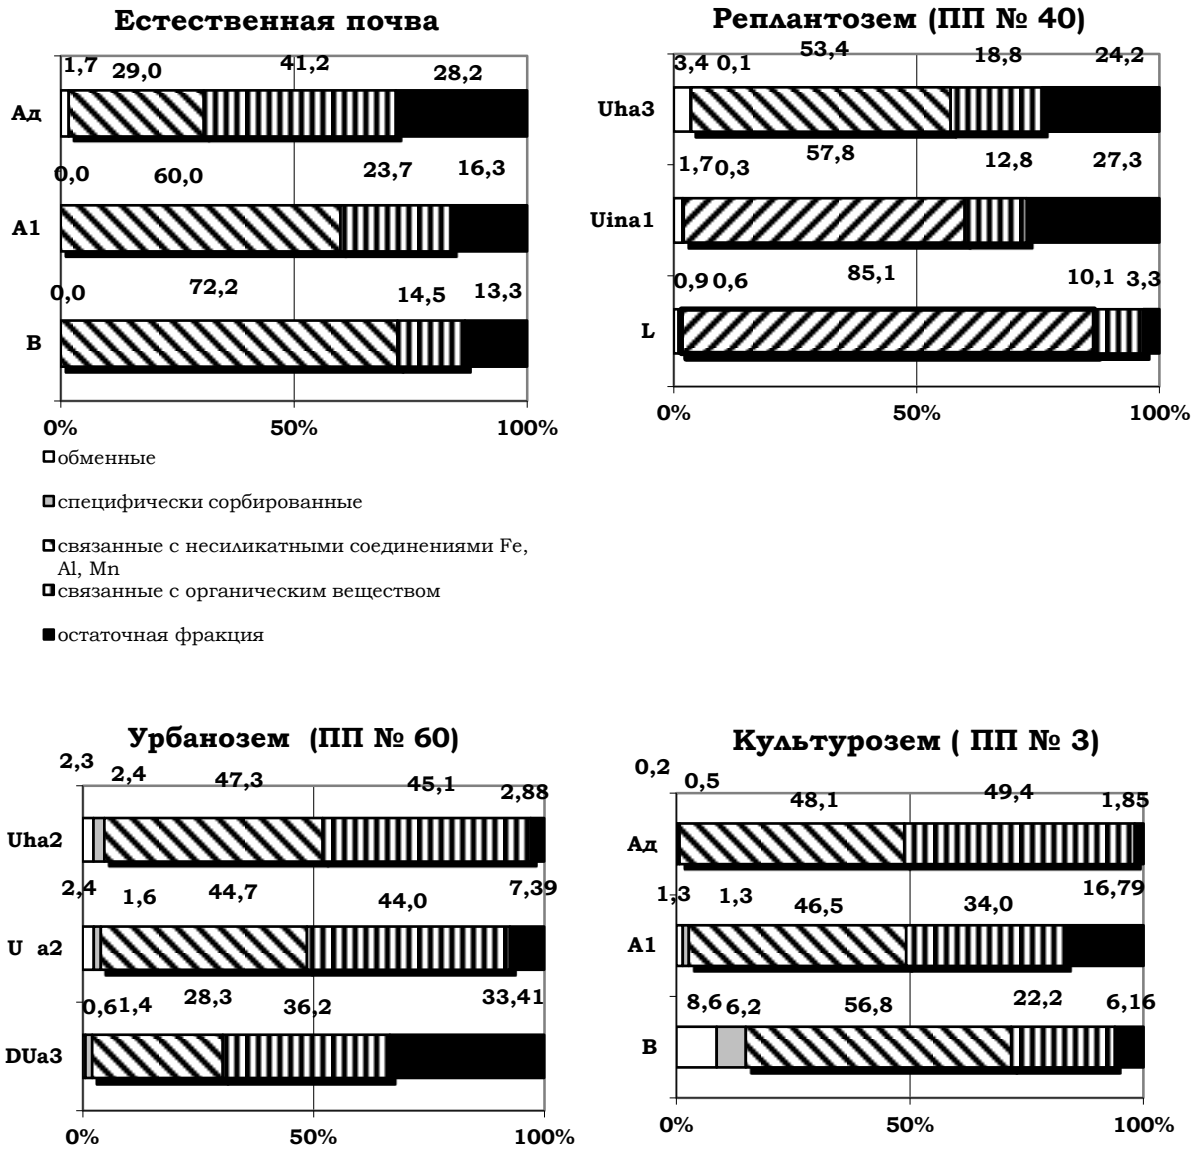 Естественная почва
1,7 29,0 41,2 28,2
Ад
0,0 60,0 23,7 16,3
А1
0,0 72,2 14,5 13,3
В
0% 50% 100%
обменные
специфически сорбированные
связанные с несиликатными соединениями Fe,
Al, Mn
связанные с органическим веществом
остаточная фракция
Реплантозем (ПП № 40)
3,4 0,1 53,4 18,8 24,2
Uha3
1,7 0,3 57,8 12,8 27,3
Uina1
0,9 0,6 85,1 10,1 3,3
L
0% 50% 100%
Урбанозем (ПП № 60)
2,3 2,4 47,3 45,1 2,88
Uha2
2,4 1,6 44,7 44,0 7,39
U a2
0,6 1,4 28,3 36,2 33,41
DUa3
0% 50% 100%
Культурозем ( ПП № 3)
0,2 0,5 48,1 49,4 1,85
Ад
1,3 1,3 46,5 34,0 16,79
А1
8,6 6,2 56,8 22,2 6,16
В
0% 50% 100%